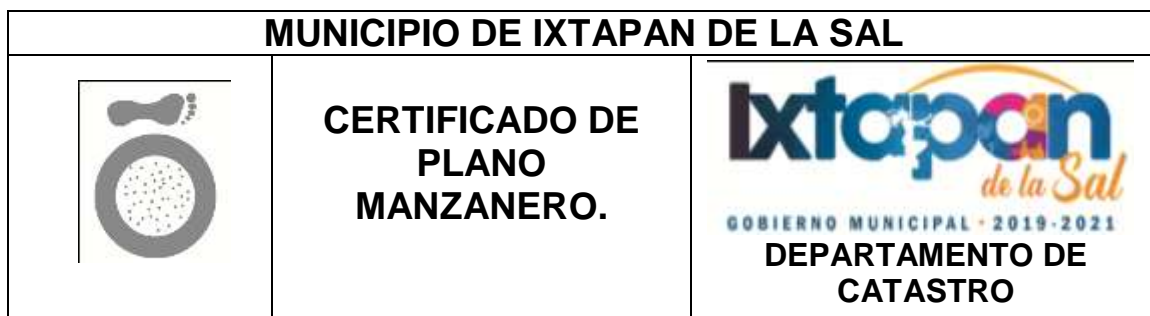 MUNICIPIO DE IXTAPAN DE LA SAL
CERTIFICADO DE
PLANO
MANZANERO.
Ixtapan
de la Sal
GOBIERNO MUNICIPAL · 2019-2021
DEPARTAMENTO DE
CATASTRO